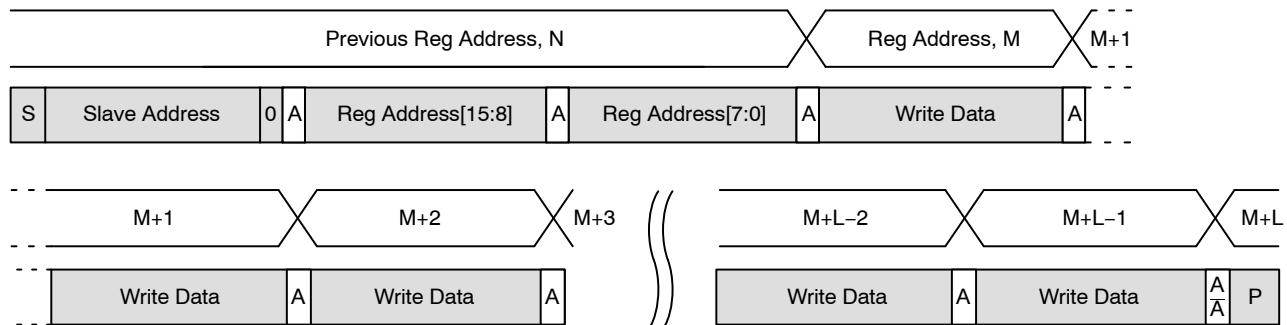 Previous Reg Address, N Reg Address, M M+1
S Slave Address 0 A Reg Address[15:8] A Reg Address[7:0] A Write Data A
M+1 M+2 M+3 M+L−2 M+L−1 M+L
Write Data A Write Data A Write Data A Write Data A/A̅ P